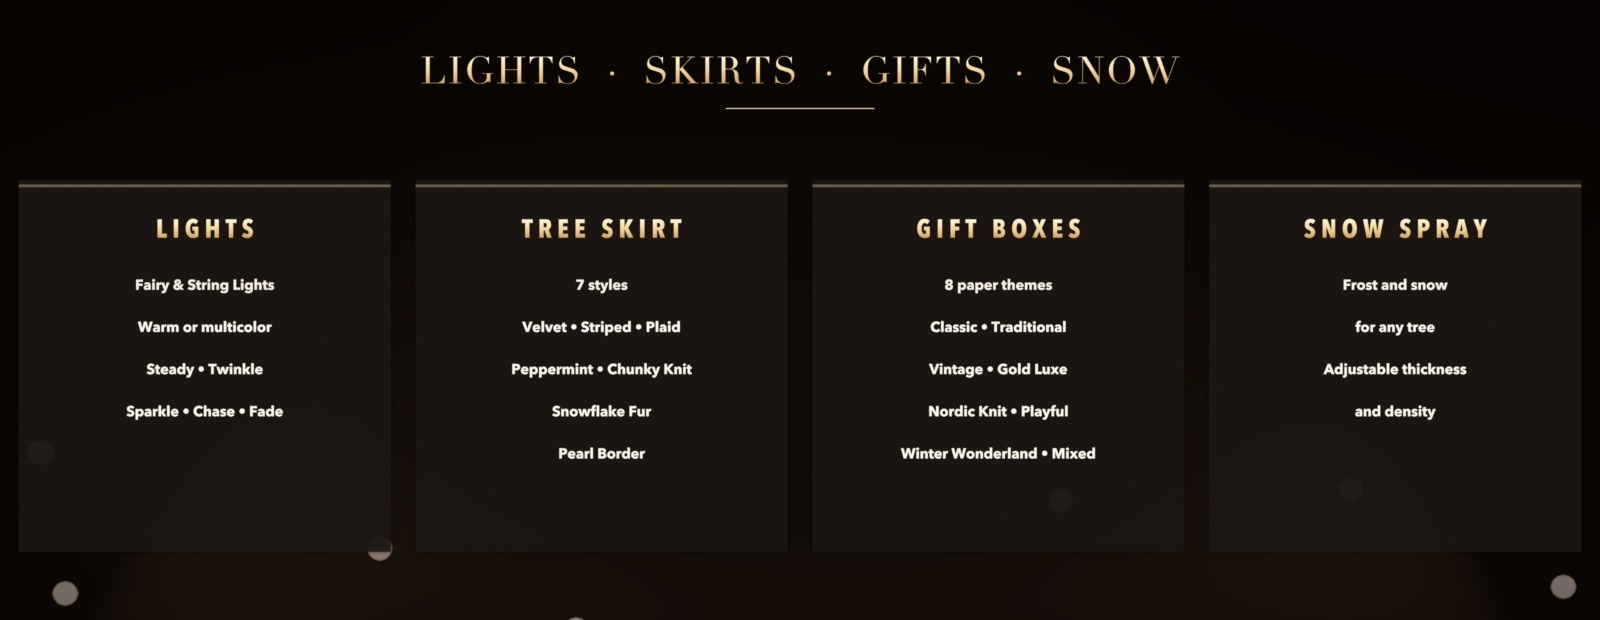 LIGHTS · SKIRTS · GIFTS · SNOW
LIGHTS
Fairy & String Lights
Warm or multicolor
Steady • Twinkle
Sparkle • Chase • Fade
TREE SKIRT
7 styles
Velvet • Striped • Plaid
Peppermint • Chunky Knit
Snowflake Fur
Pearl Border
GIFT BOXES
8 paper themes
Classic • Traditional
Vintage • Gold Luxe
Nordic Knit • Playful
Winter Wonderland • Mixed
SNOW SPRAY
Frost and snow
for any tree
Adjustable thickness
and density